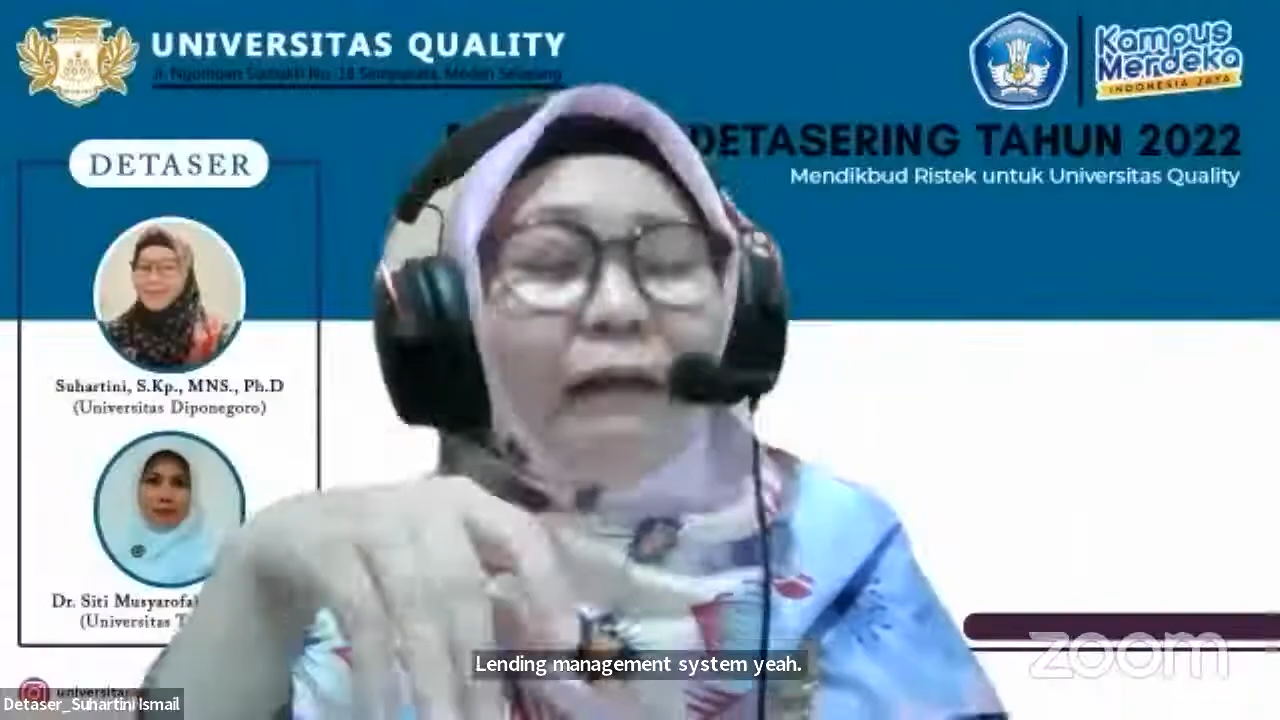 UNIVERSITAS QUALITY
Kampus
Merdeka
INDONESIA JAYA
DETASERING TAHUN 2022
Mendikbud Ristek untuk Universitas Quality
DETASER
Suhartini, S.Kp., MNS., Ph.D
(Universitas Diponegoro)
Dr. Siti
(Universitas
Lending management system yeah.
zoom
Detaser_Suhartini Ismail